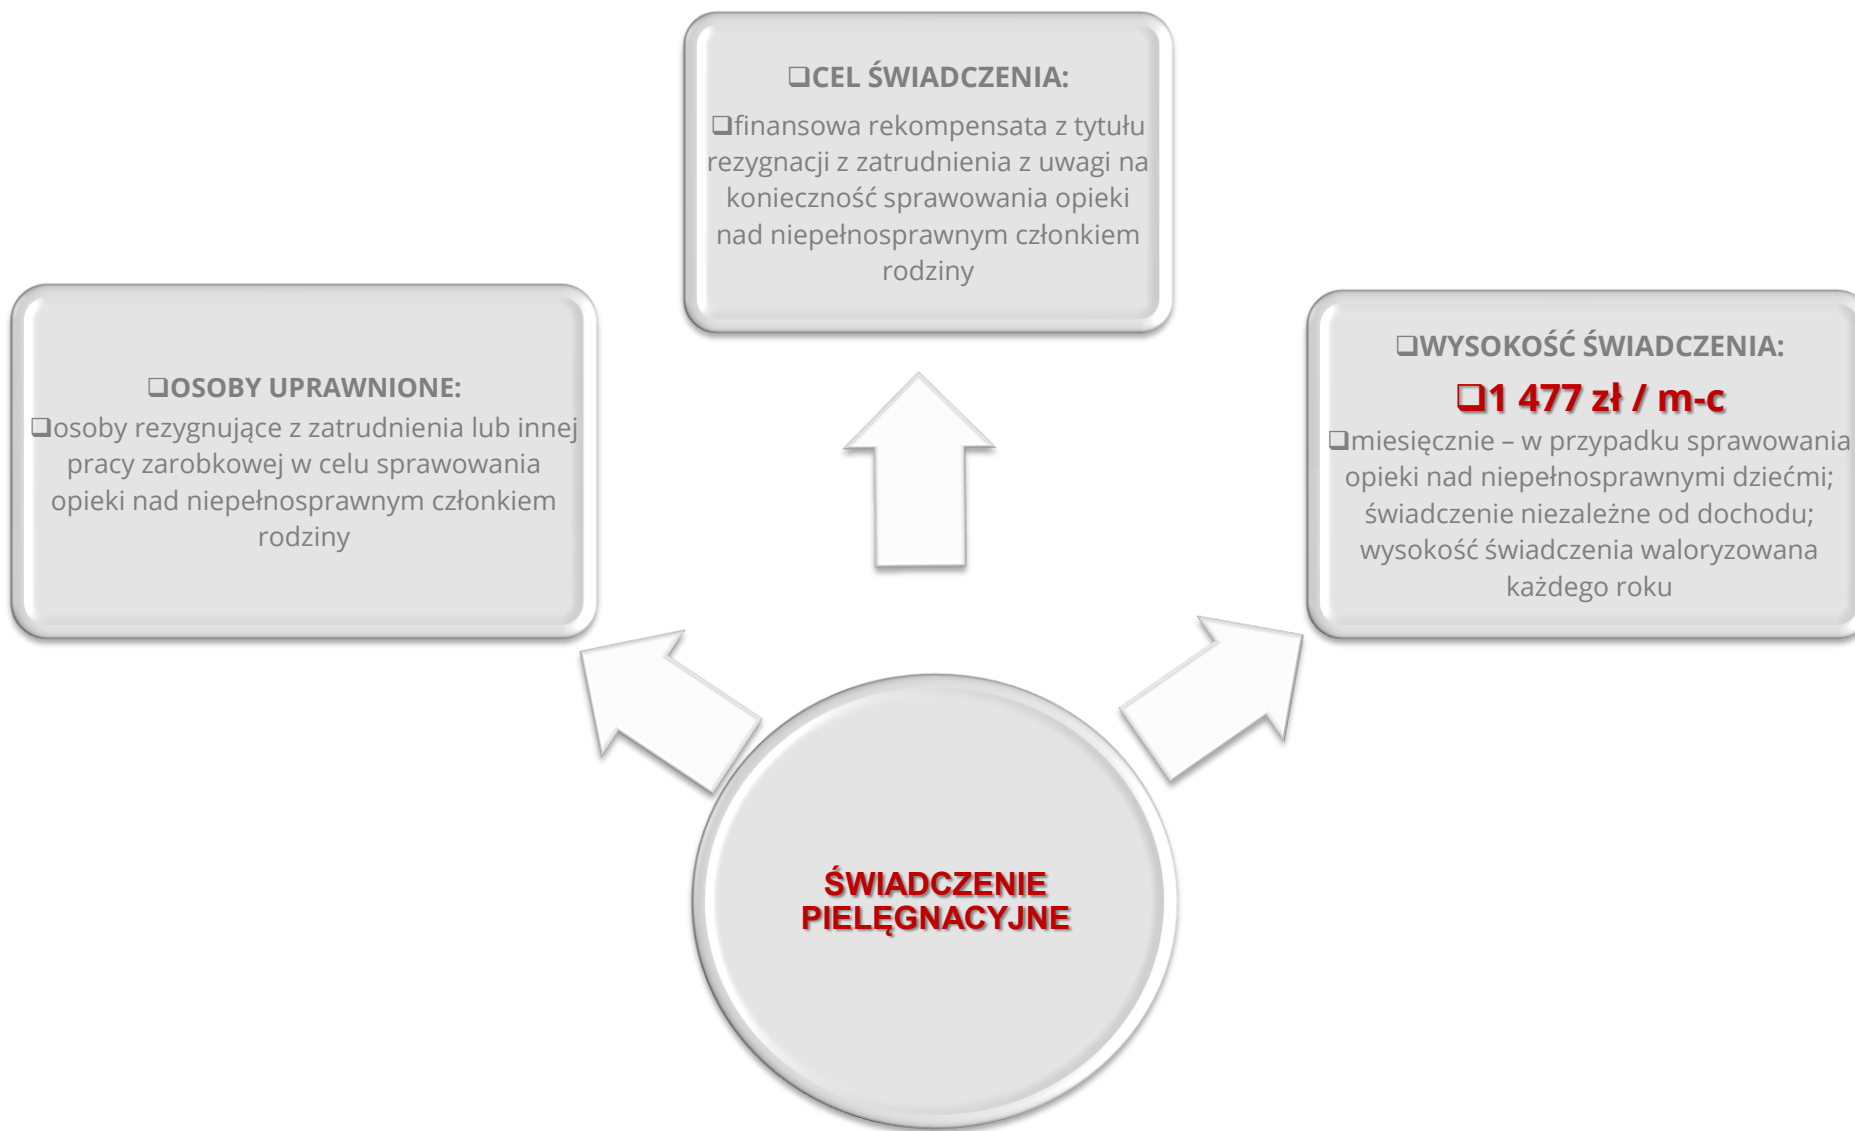 ❑CEL ŚWIADCZENIA:
❑finansowa rekompensata z tytułu
rezygnacji z zatrudnienia z uwagi na
konieczność sprawowania opieki
nad niepełnosprawnym członkiem
rodziny
❑OSOBY UPRAWNIONE:
❑osoby rezygnujące z zatrudnienia lub innej
pracy zarobkowej w celu sprawowania
opieki nad niepełnosprawnym członkiem
rodziny
❑WYSOKOŚĆ ŚWIADCZENIA:
❑1 477 zł / m-c
❑miesięcznie – w przypadku sprawowania
opieki nad niepełnosprawnymi dziećmi;
świadczenie niezależne od dochodu;
wysokość świadczenia waloryzowana
każdego roku
ŚWIADCZENIE
PIELĘGNACYJNE